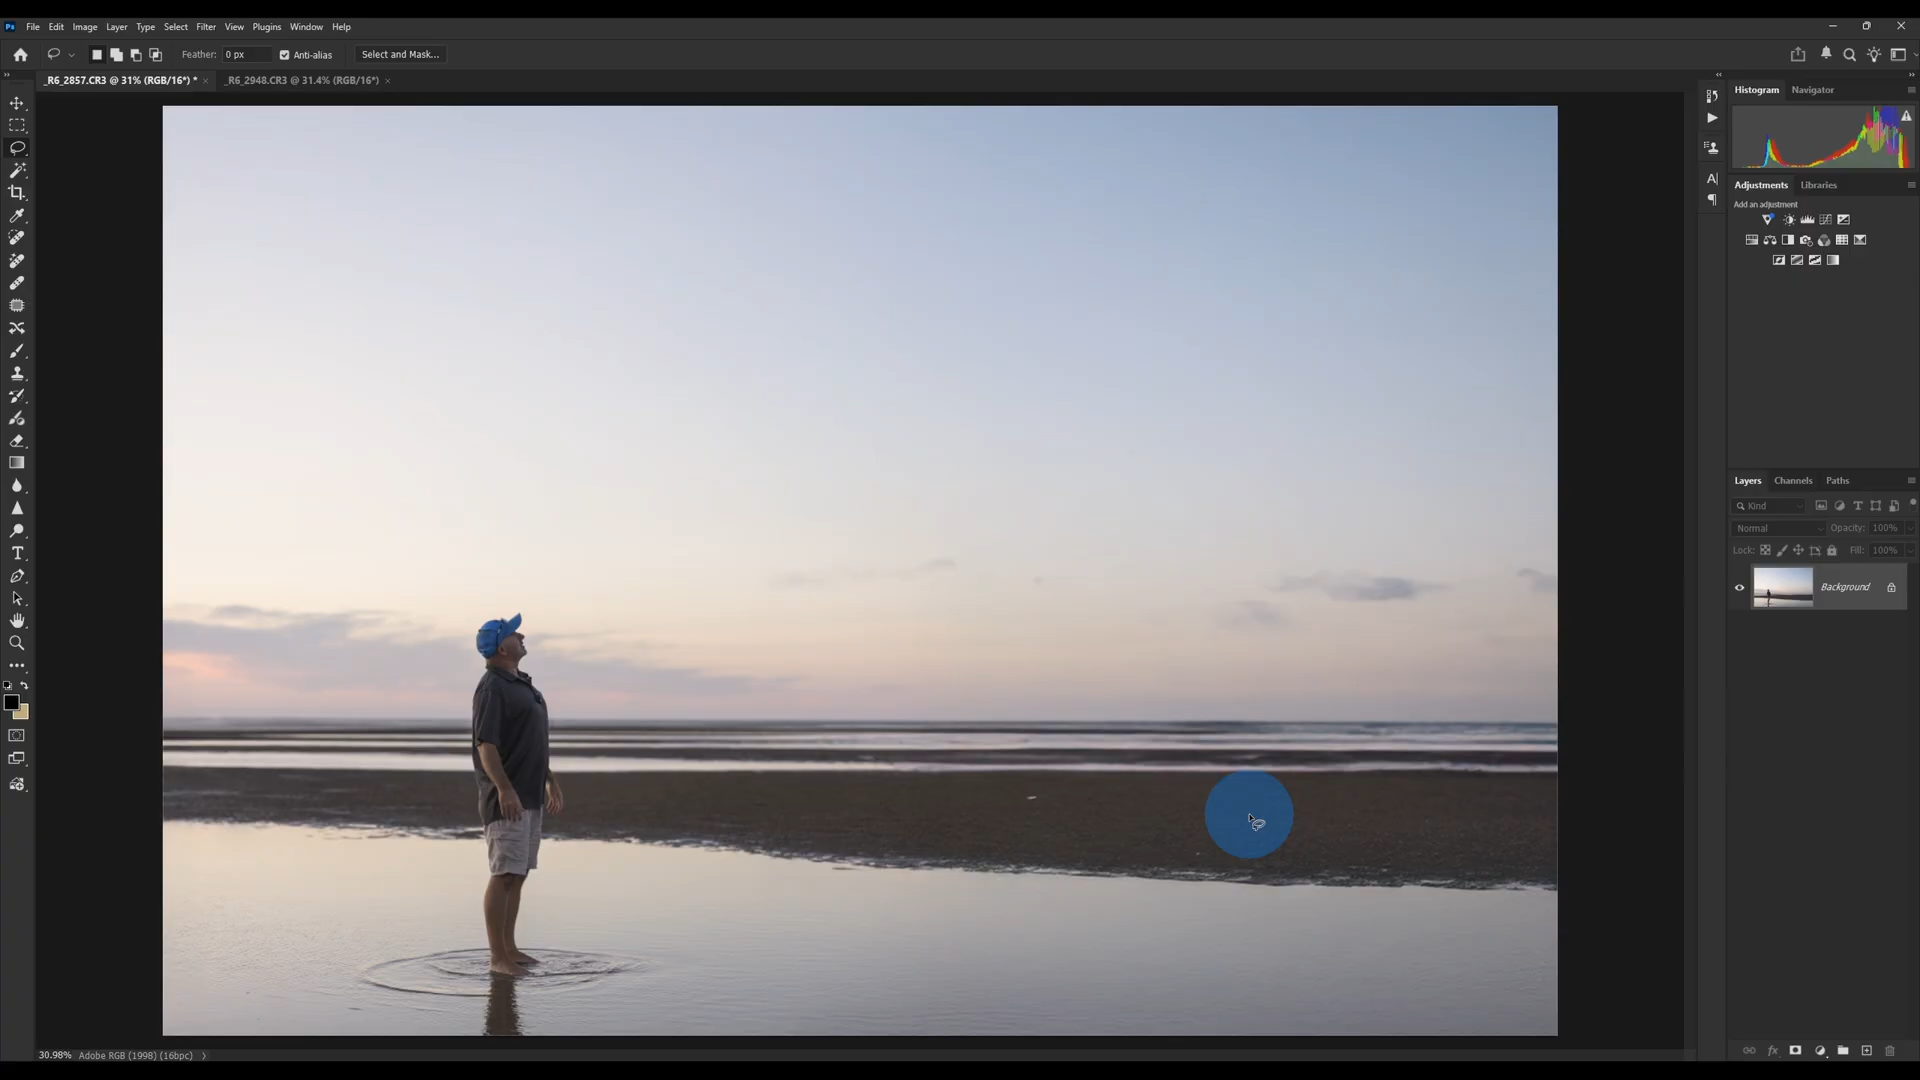 Ps File Edit Image Layer Type Select Filter View Plugins Window Help
Feather: 0 px Anti-alias Select and Mask...
_R6_2857.CR3 @ 31% (RGB/16*) * × _R6_2948.CR3 @ 31.4% (RGB/16*) ×
Histogram Navigator
Adjustments Libraries
Add an adjustment
Layers Channels Paths
Kind
Normal Opacity: 100%
Lock: Fill: 100%
Background
30.98% Adobe RGB (1998) (16bpc)